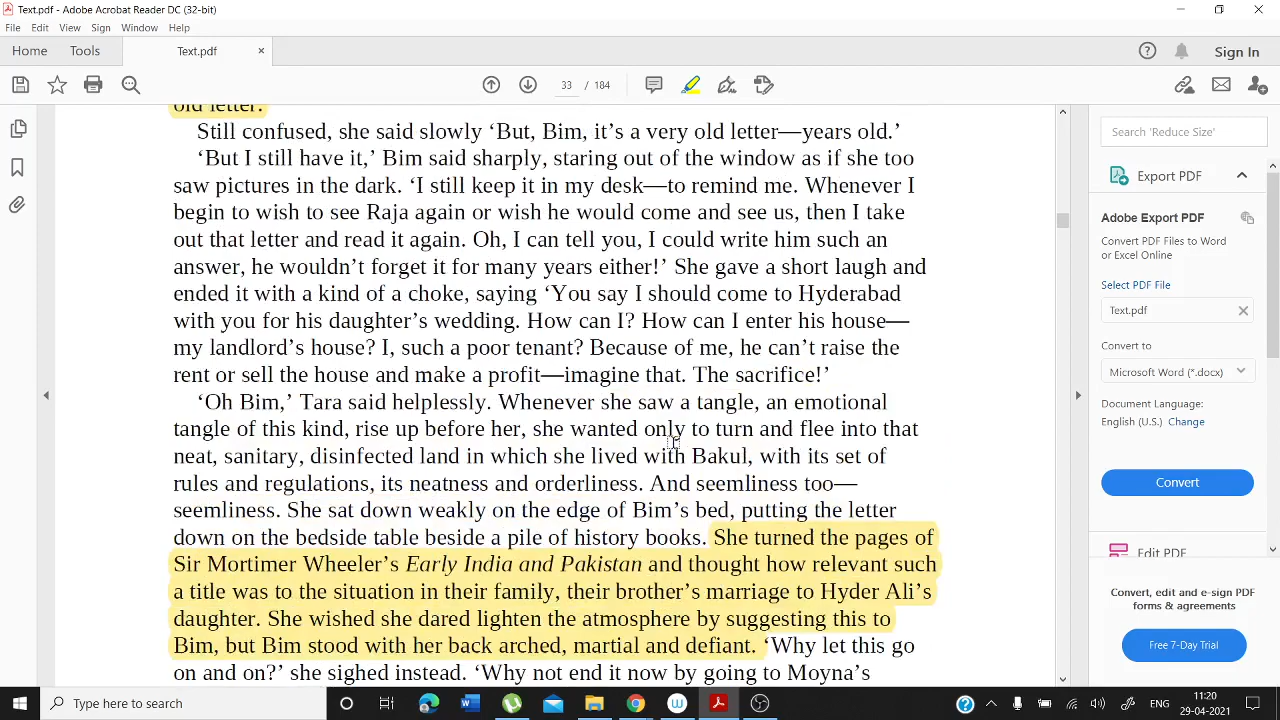 Text.pdf - Adobe Acrobat Reader DC (32-bit)
File Edit View Sign Window Help
Home Tools Text.pdf × Sign In
33 / 184
old letter.
Still confused, she said slowly ‘But, Bim, it’s a very old letter—years old.’
‘But I still have it,’ Bim said sharply, staring out of the window as if she too
saw pictures in the dark. ‘I still keep it in my desk—to remind me. Whenever I
begin to wish to see Raja again or wish he would come and see us, then I take
out that letter and read it again. Oh, I can tell you, I could write him such an
answer, he wouldn’t forget it for many years either!’ She gave a short laugh and
ended it with a kind of a choke, saying ‘You say I should come to Hyderabad
with you for his daughter’s wedding. How can I? How can I enter his house—
my landlord’s house? I, such a poor tenant? Because of me, he can’t raise the
rent or sell the house and make a profit—imagine that. The sacrifice!’
‘Oh Bim,’ Tara said helplessly. Whenever she saw a tangle, an emotional
tangle of this kind, rise up before her, she wanted only to turn and flee into that
neat, sanitary, disinfected land in which she lived with Bakul, with its set of
rules and regulations, its neatness and orderliness. And seemliness too—
seemliness. She sat down weakly on the edge of Bim’s bed, putting the letter
down on the bedside table beside a pile of history books. She turned the pages of
Sir Mortimer Wheeler’s Early India and Pakistan and thought how relevant such
a title was to the situation in their family, their brother’s marriage to Hyder Ali’s
daughter. She wished she dared lighten the atmosphere by suggesting this to
Bim, but Bim stood with her back arched, martial and defiant. ‘Why let this go
on and on?’ she sighed instead. ‘Why not end it now by going to Moyna’s
Search 'Reduce Size'
Export PDF
Adobe Export PDF
Convert PDF Files to Word
or Excel Online
Select PDF File
Text.pdf
Convert to
Microsoft Word (*.docx)
Document Language:
English (U.S.) Change
Convert
Edit PDF
Convert, edit and e-sign PDF
forms & agreements
Free 7-Day Trial
Type here to search
ENG
11:20
29-04-2021